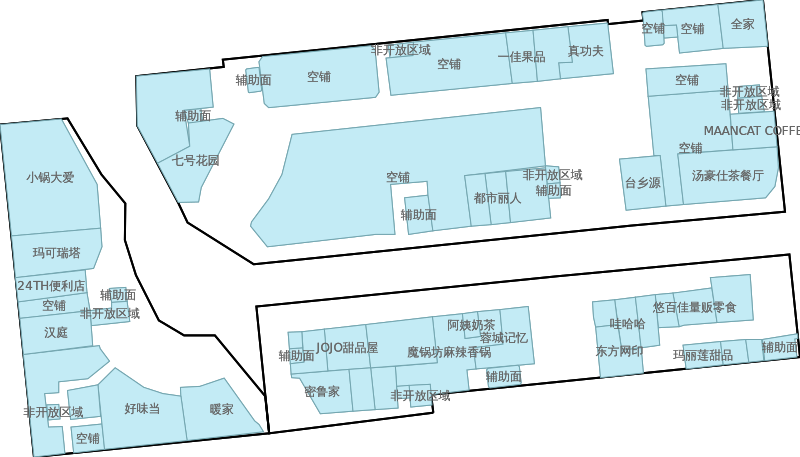 空铺
空铺
全家
非开放区域
真功夫
一佳果品
空铺
空铺
辅助面
空铺
非开放区域
非开放区域
辅助面
MAANCAT COFFE
七号花园
空铺
小锅大爱
空铺
非开放区域
汤豪仕茶餐厅
台乡源
辅助面
都市丽人
辅助面
玛可瑞塔
24TH便利店
辅助面
空铺
非开放区域
悠百佳量贩零食
汉庭
阿姨奶茶
哇哈哈
蓉城记忆
JOJO甜品屋
魔锅坊麻辣香锅
东方网印
辅助面
玛丽莲甜品
辅助面
辅助面
密鲁家
非开放区域
非开放区域
好味当
暖家
空铺